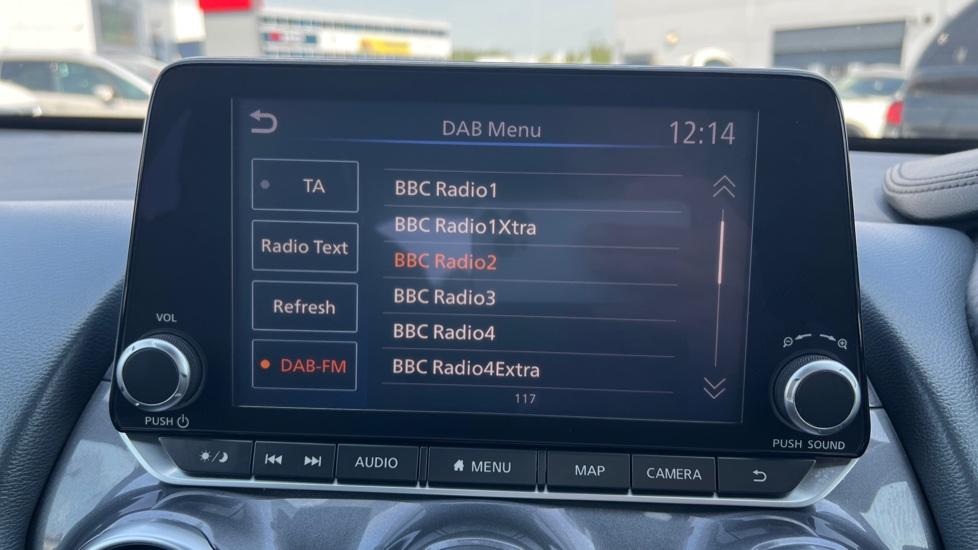 DAB Menu
12:14
TA
Radio Text
Refresh
DAB-FM
BBC Radio1
BBC Radio1Xtra
BBC Radio2
BBC Radio3
BBC Radio4
BBC Radio4Extra
117
VOL
PUSH
PUSH SOUND
AUDIO
MENU
MAP
CAMERA